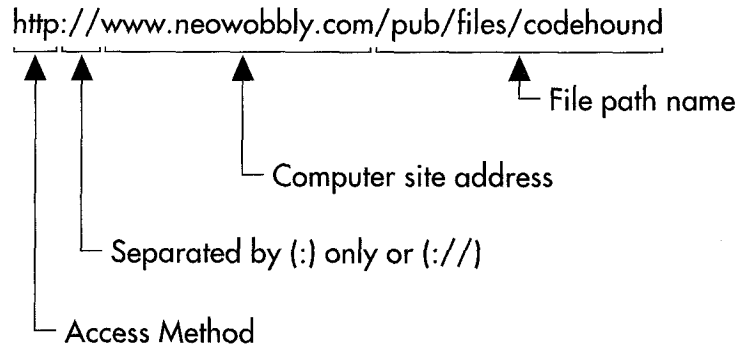 http://www.neowobbly.com/pub/files/codehound
File path name
Computer site address
Separated by (:) only or (://)
Access Method